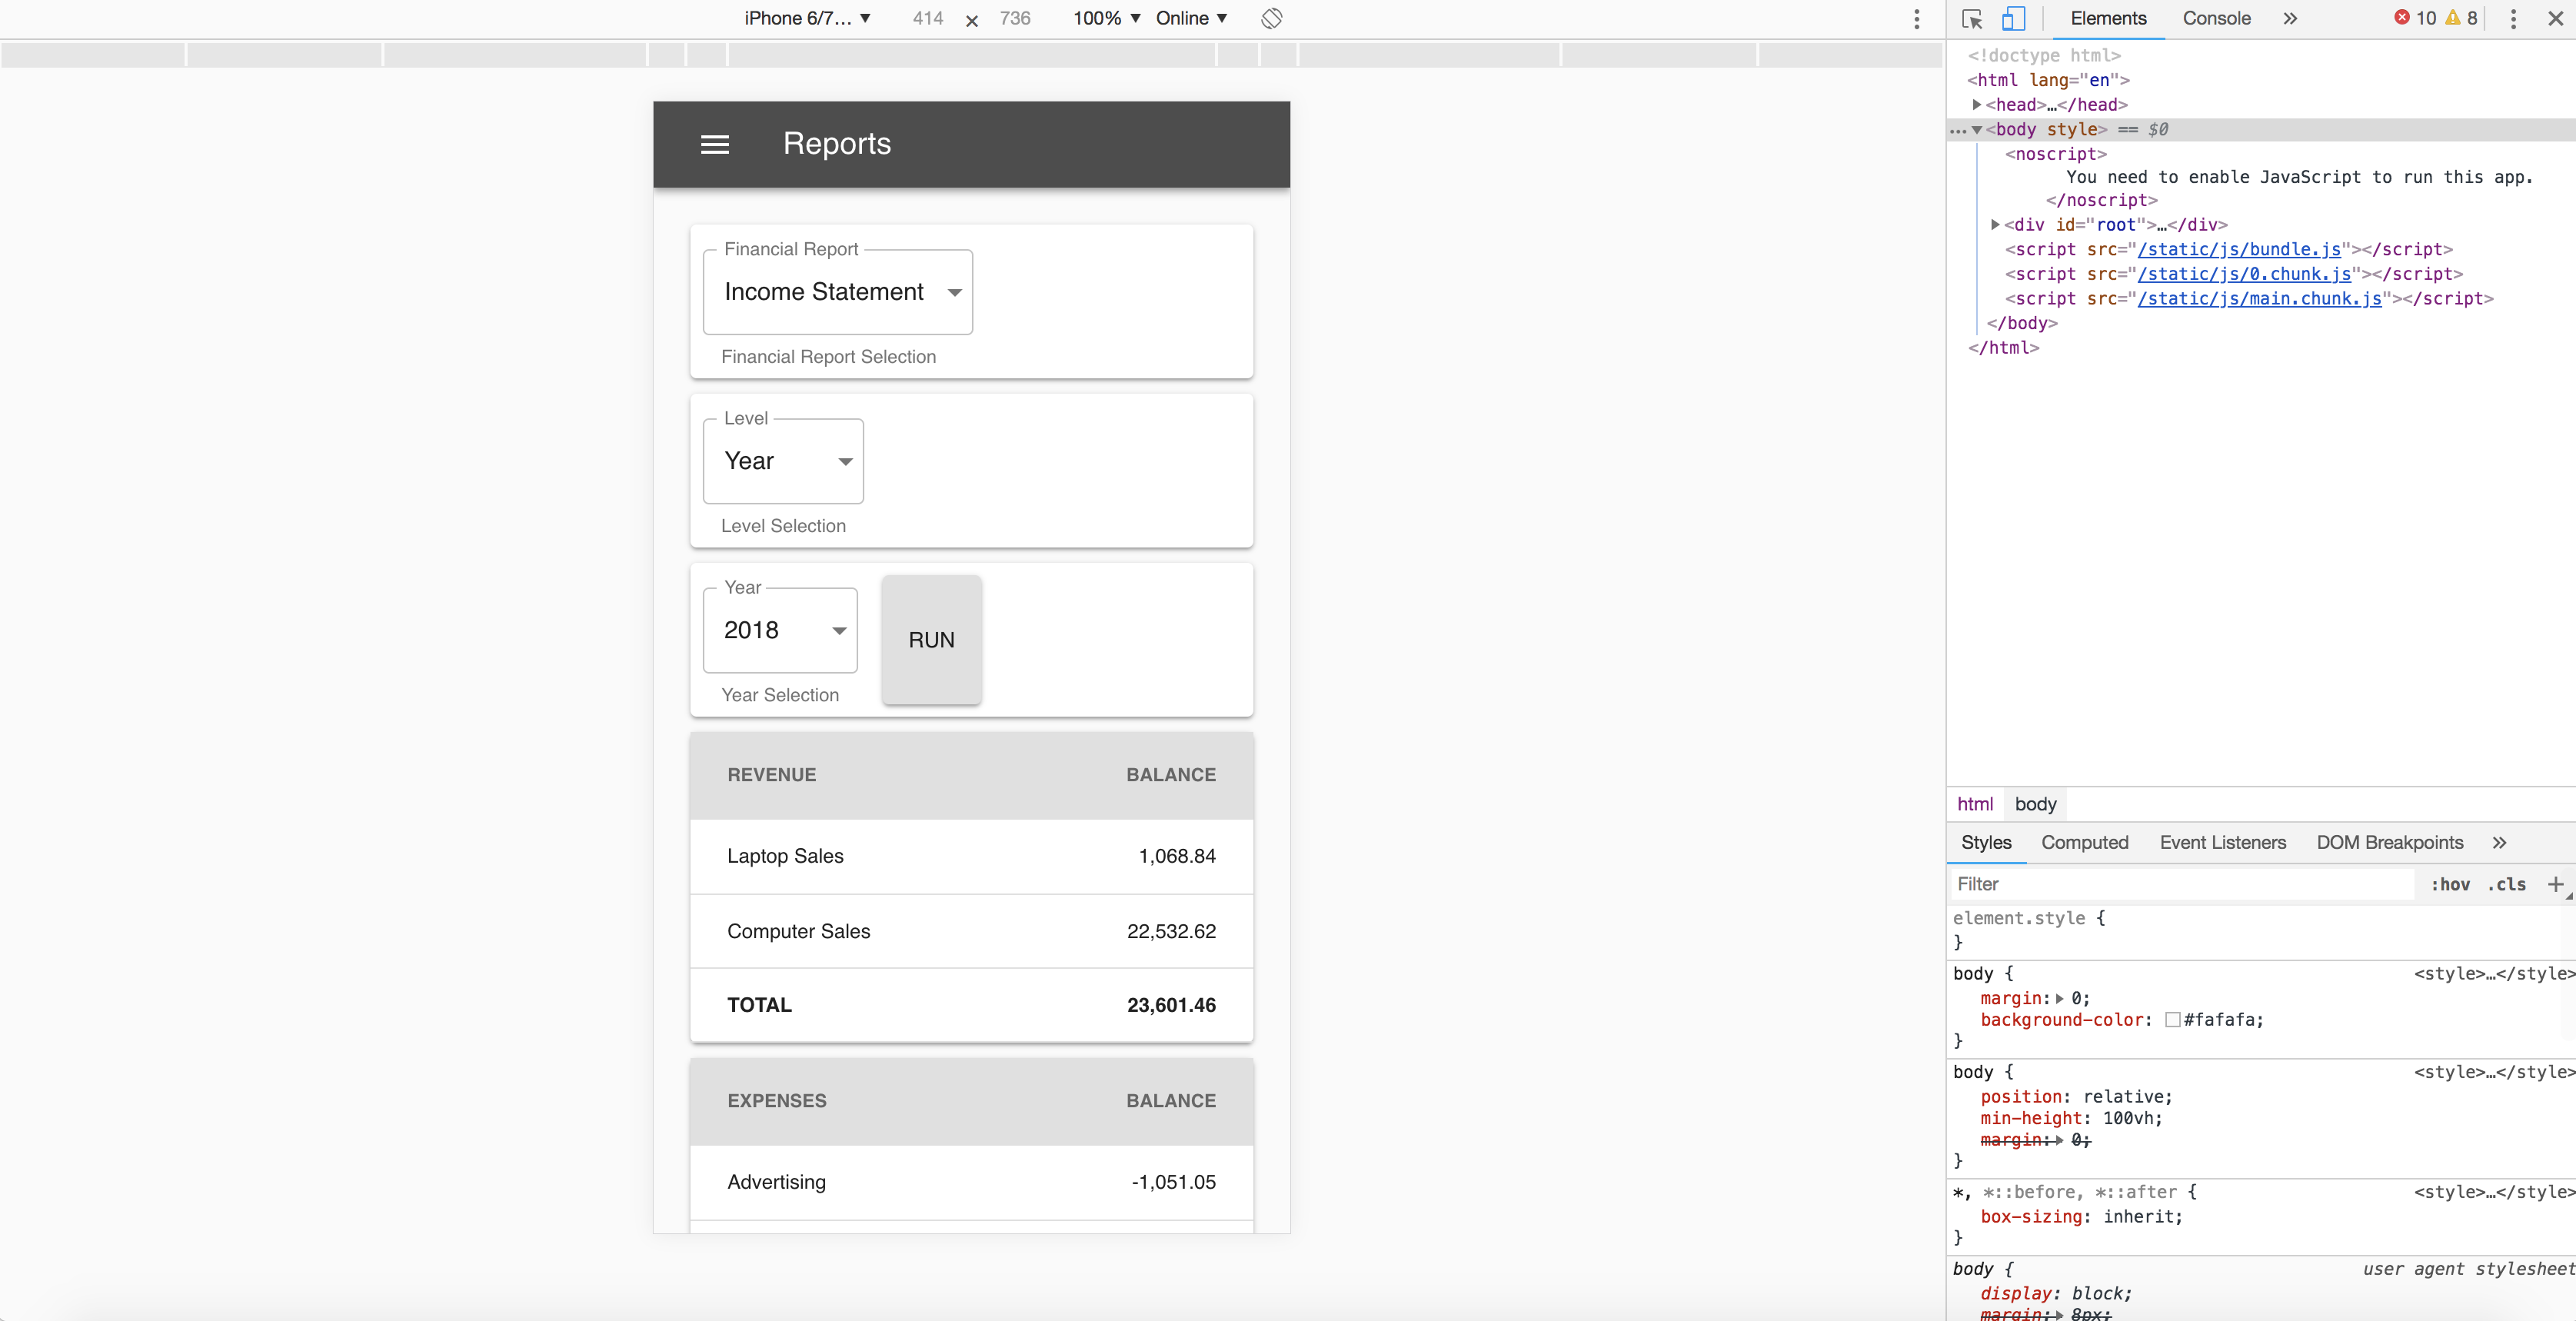 iPhone 6/7… ▼ 414 × 736 100% ▼ Online ▼
Reports
Financial Report
Income Statement
Financial Report Selection
Level
Year
Level Selection
Year
2018
RUN
Year Selection
REVENUE BALANCE
Laptop Sales 1,068.84
Computer Sales 22,532.62
TOTAL 23,601.46
EXPENSES BALANCE
Advertising -1,051.05
Elements Console » 10 8
<!doctype html>
<html lang="en">
<head>…</head>
<body style> == $0
<noscript>
You need to enable JavaScript to run this app.
</noscript>
<div id="root">…</div>
<script src="/static/js/bundle.js"></script>
<script src="/static/js/0.chunk.js"></script>
<script src="/static/js/main.chunk.js"></script>
</body>
</html>
html body
Styles Computed Event Listeners DOM Breakpoints »
Filter :hov .cls +
element.style {
}
body { <style>…</style>
margin: 0;
background-color: #fafafa;
}
body { <style>…</style>
position: relative;
min-height: 100vh;
margin: 0;
}
*, *::before, *::after { <style>…</style>
box-sizing: inherit;
}
body { user agent stylesheet
display: block;
margin: 8px;